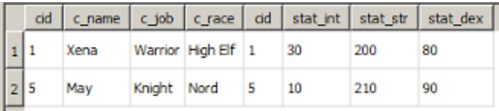 cid c_name c_job c_race cid stat_int stat_str stat_dex
1 1 Xena Warrior High Elf 1 30 200 80
2 5 May Knight Nord 5 10 210 90